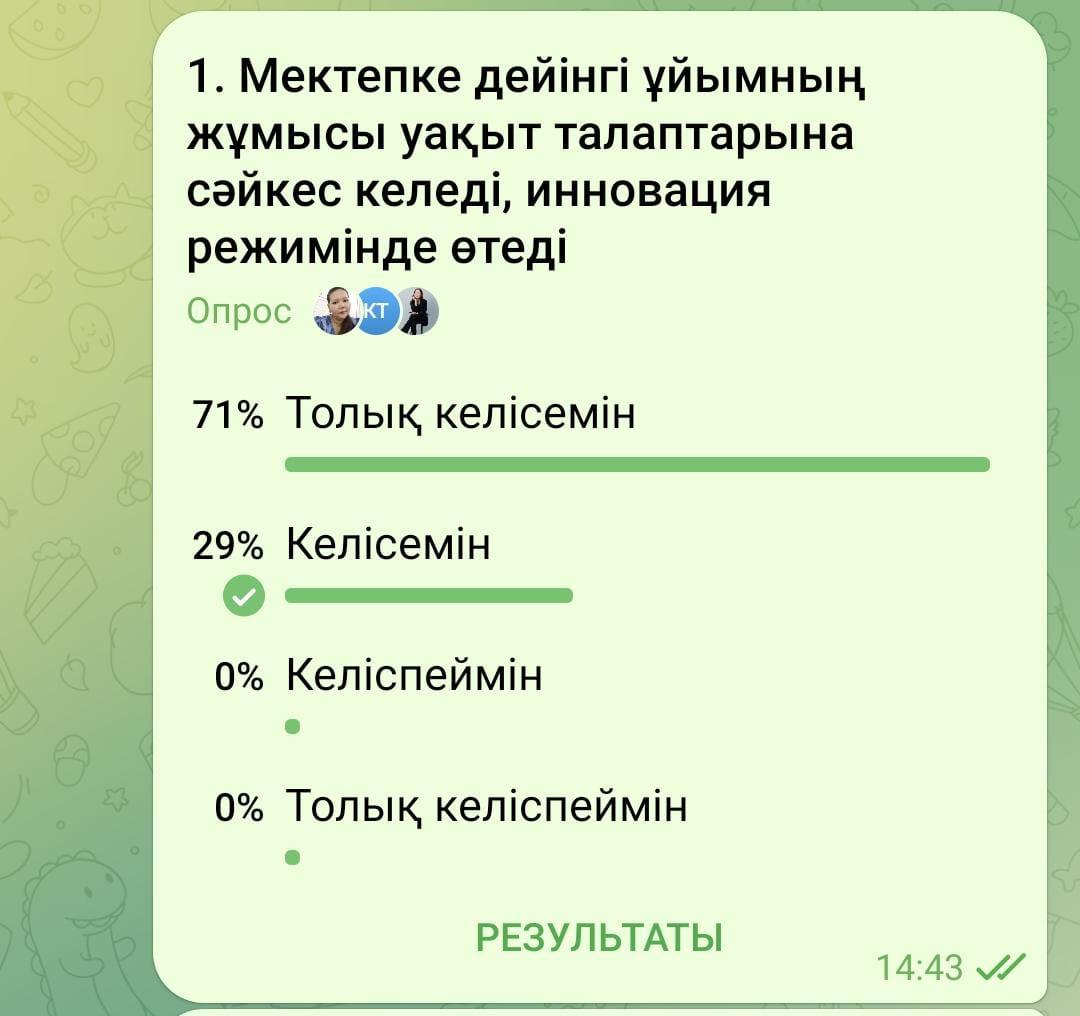 1. Мектепке дейінгі ұйымның
жұмысы уақыт талаптарына
сәйкес келеді, инновация
режимінде өтеді
Опрос КТ
71% Толық келісемін
29% Келісемін
0% Келіспеймін
0% Толық келіспеймін
РЕЗУЛЬТАТЫ
14:43